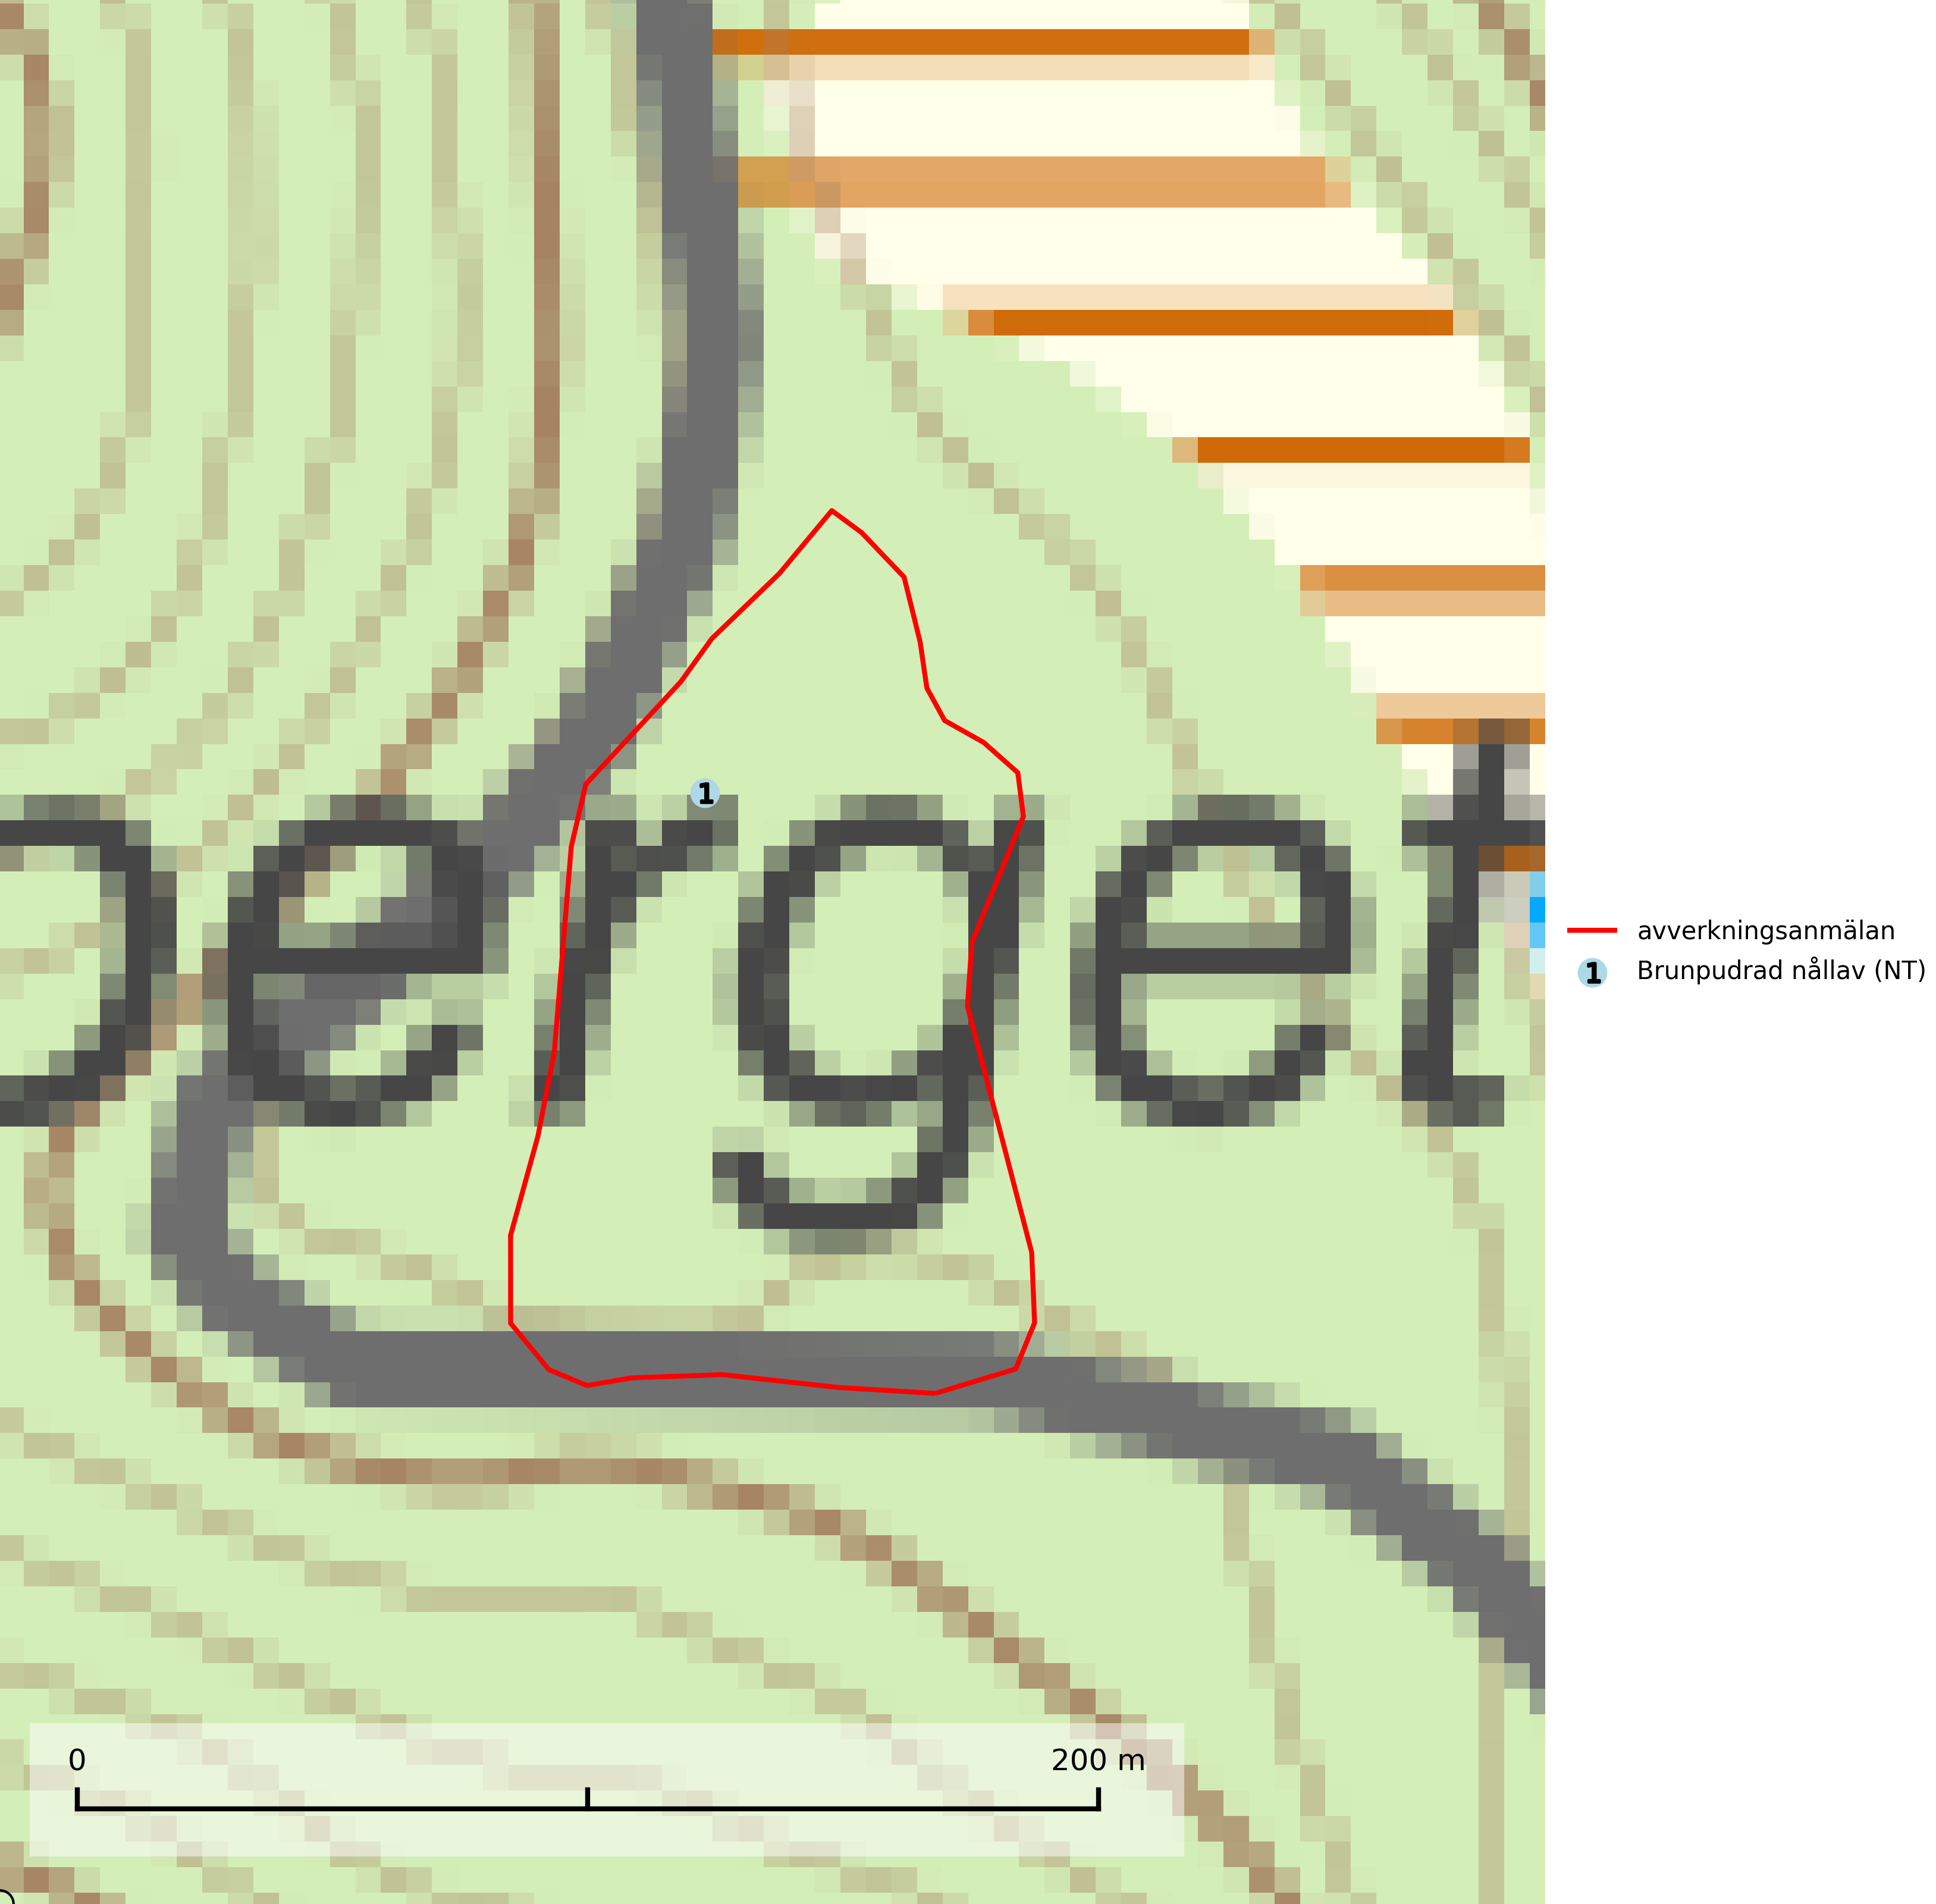 1
berget
avverkningsanmälan
1 Brunpudrad nållav (NT)
0 200 m